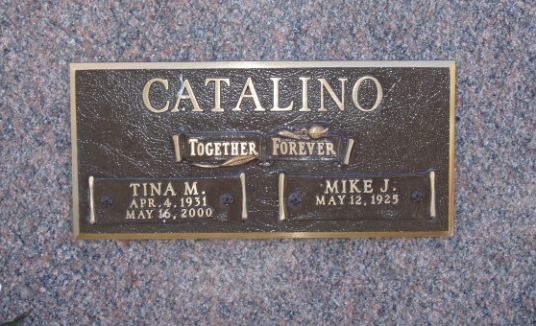 CATALINO
TOGETHER FOREVER
TINA M.
APR. 4, 1931
MAY 16, 2000
MIKE J.
MAY 12, 1925